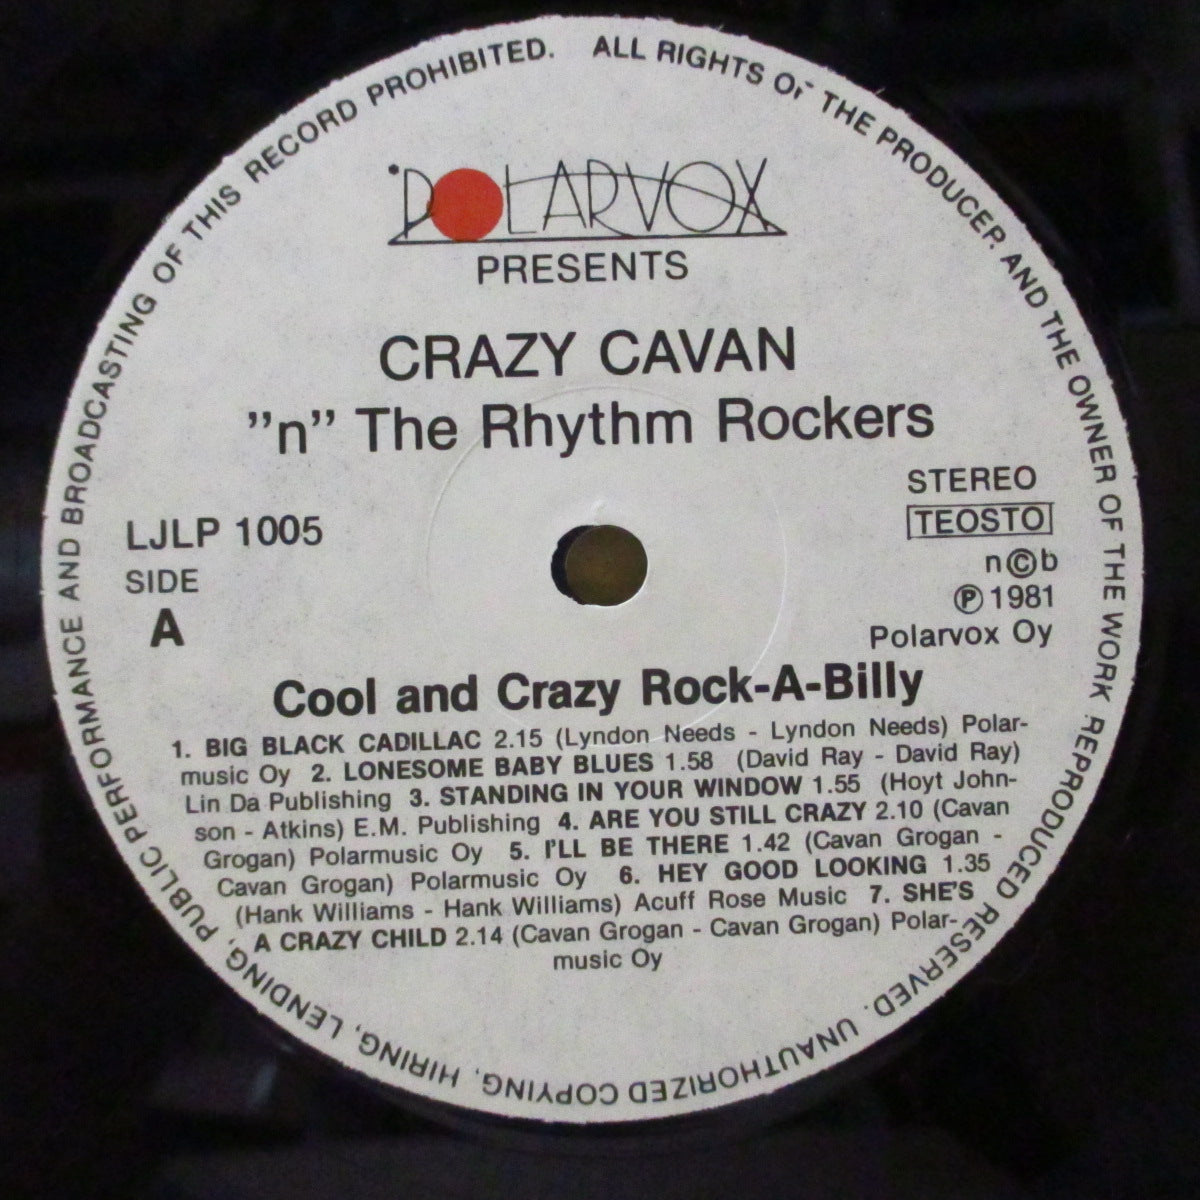 ALL RIGHTS OF THE PRODUCER AND THE OWNER OF THE WORK REPRODUCED RESERVED. UNAUTHORIZED COPYING, HIRING, LENDING, PUBLIC PERFORMANCE AND BROADCASTING OF THIS RECORD PROHIBITED.
POLARVOX
PRESENTS
CRAZY CAVAN
”n” The Rhythm Rockers
STEREO
TEOSTO
n©b
℗ 1981
Polarvox Oy
LJLP 1005
SIDE
A
Cool and Crazy Rock-A-Billy
1. BIG BLACK CADILLAC 2.15 (Lyndon Needs - Lyndon Needs) Polar-
music Oy 2. LONESOME BABY BLUES 1.58 (David Ray - David Ray)
Lin Da Publishing 3. STANDING IN YOUR WINDOW 1.55 (Hoyt John-
son - Atkins) E.M. Publishing 4. ARE YOU STILL CRAZY 2.10 (Cavan
Grogan) Polarmusic Oy 5. I'LL BE THERE 1.42 (Cavan Grogan -
Cavan Grogan) Polarmusic Oy 6. HEY GOOD LOOKING 1.35
(Hank Williams - Hank Williams) Acuff Rose Music 7. SHE'S
A CRAZY CHILD 2.14 (Cavan Grogan - Cavan Grogan) Polar-
music Oy